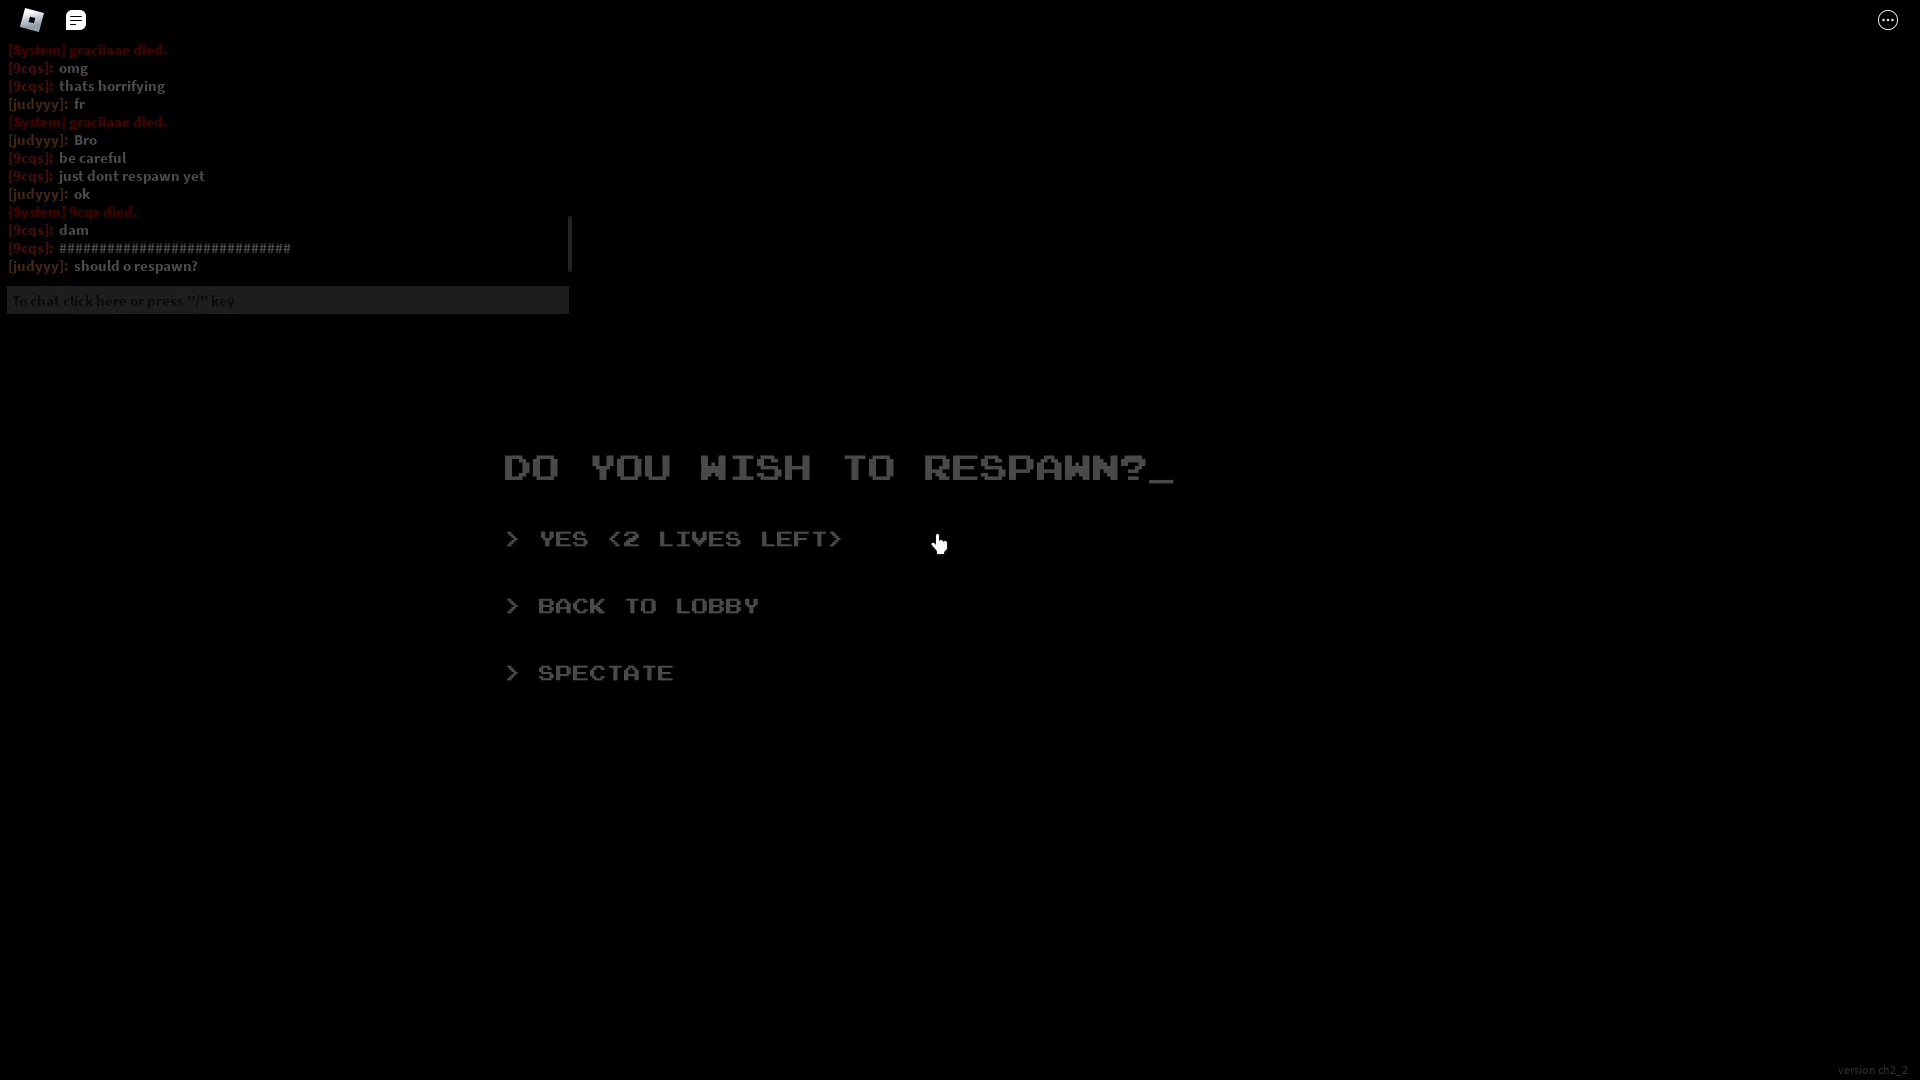 [System] graciiaae died.
[9cqs]: omg
[9cqs]: thats horrifying
[judyyy]: fr
[System] graciiaae died.
[judyyy]: Bro
[9cqs]: be careful
[9cqs]: just dont respawn yet
[judyyy]: ok
[System] 9cqs died.
[9cqs]: dam
[9cqs]: #############################
[judyyy]: should o respawn?
To chat click here or press "/" key
DO YOU WISH TO RESPAWN?_
> YES <2 LIVES LEFT>
> BACK TO LOBBY
> SPECTATE
version ch2_2